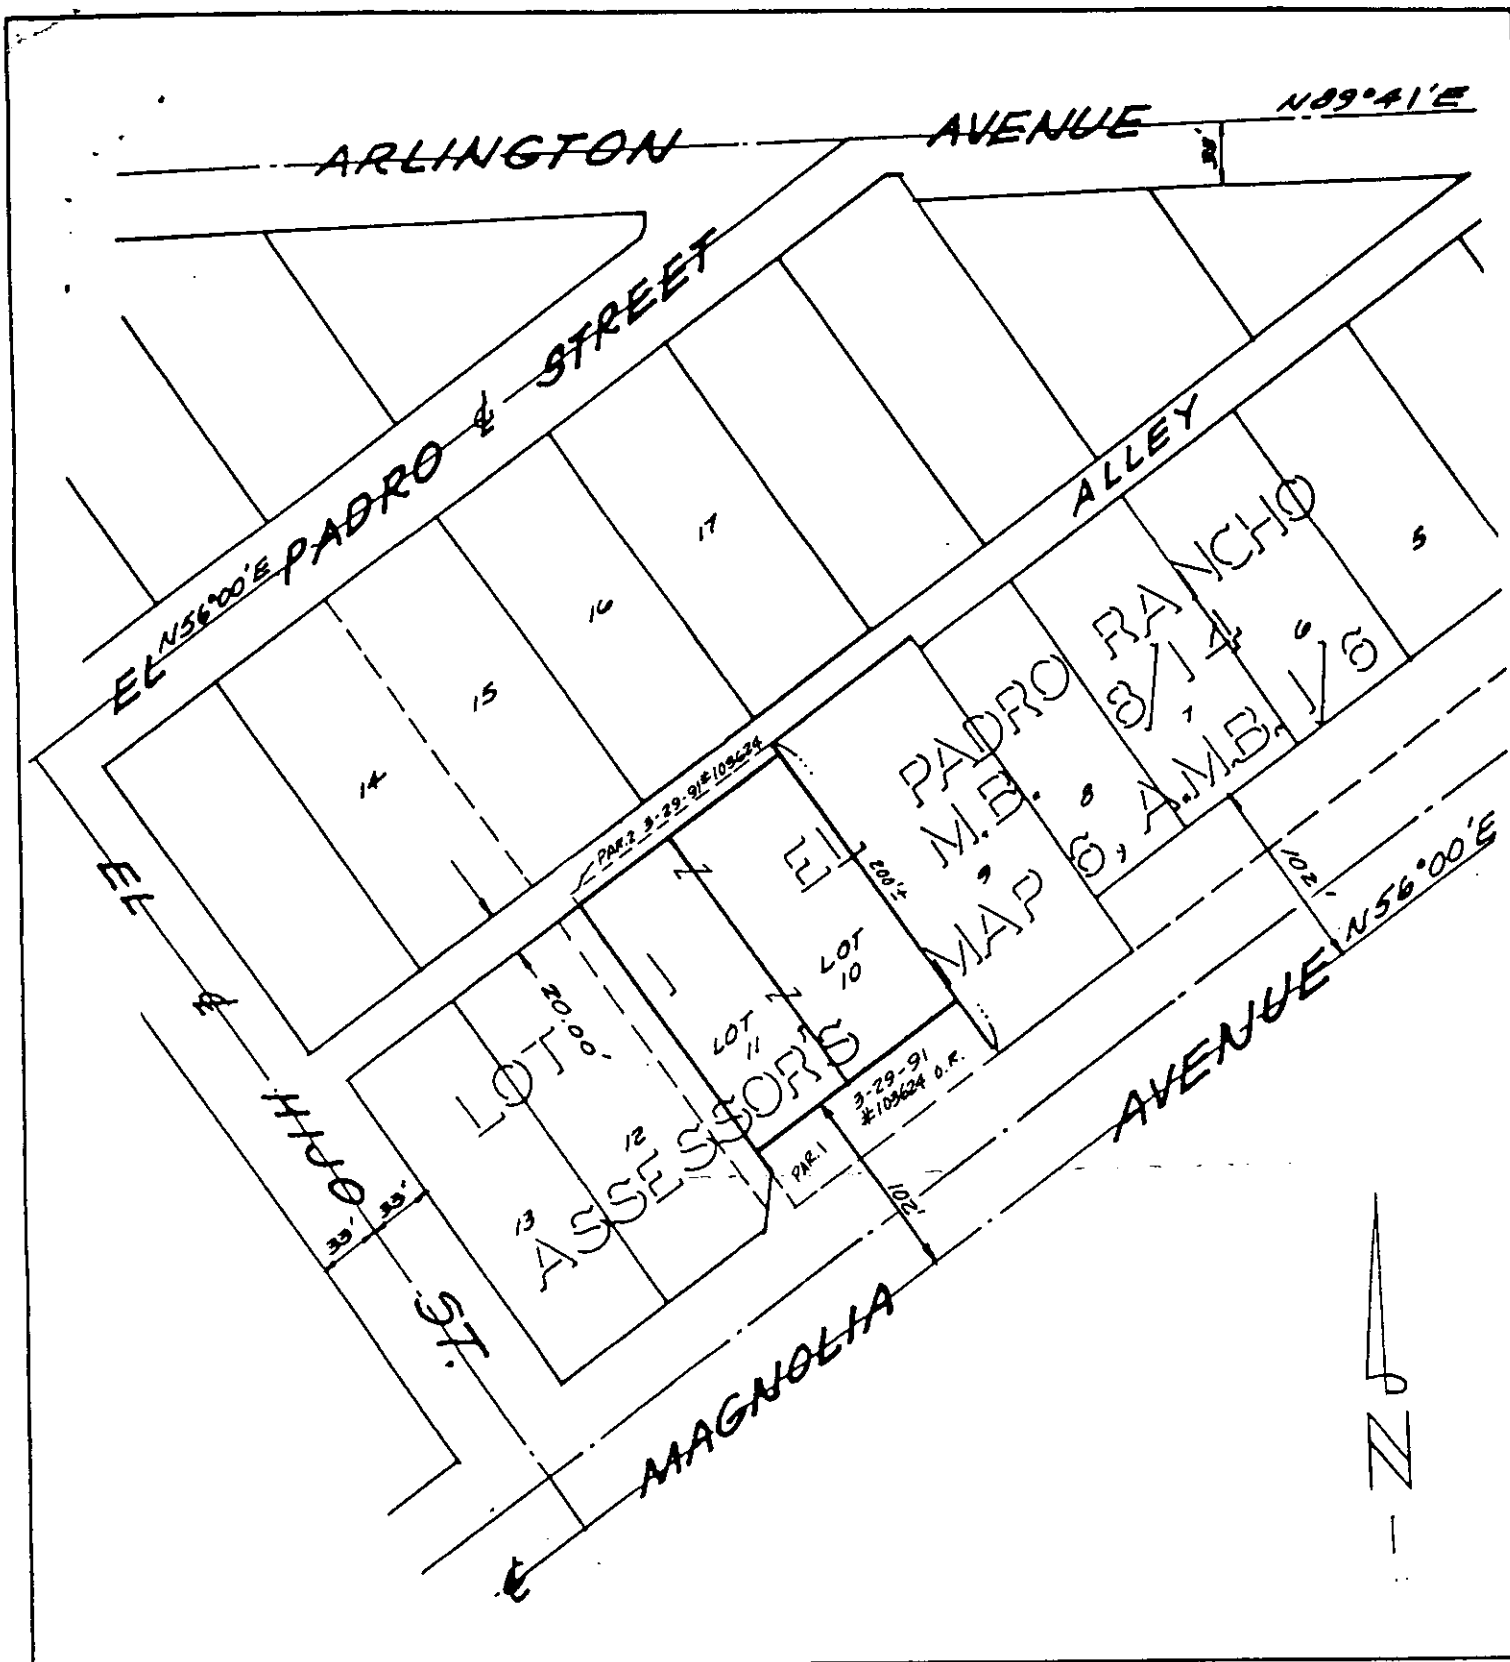 N89°41'E
ARLINGTON AVENUE
EL PADRO ℄ STREET
N56°00'E
ALLEY
17
16
15
14
5
6
7
8
9
EL PADRO RANCHO
M.B. 8/14
ASSESSOR'S MAP 6, A.M.B. 1/6
PAR.2 3-29-91#103624
200'±
LOT
10
LOT
11
LOT
12
13
20.00'
3-29-91
#103624 O.R.
PAR.1
102'
102'
N56°00'E
EL ℄ HIJO ST.
33' 33'
MAGNOLIA AVENUE
℄
N